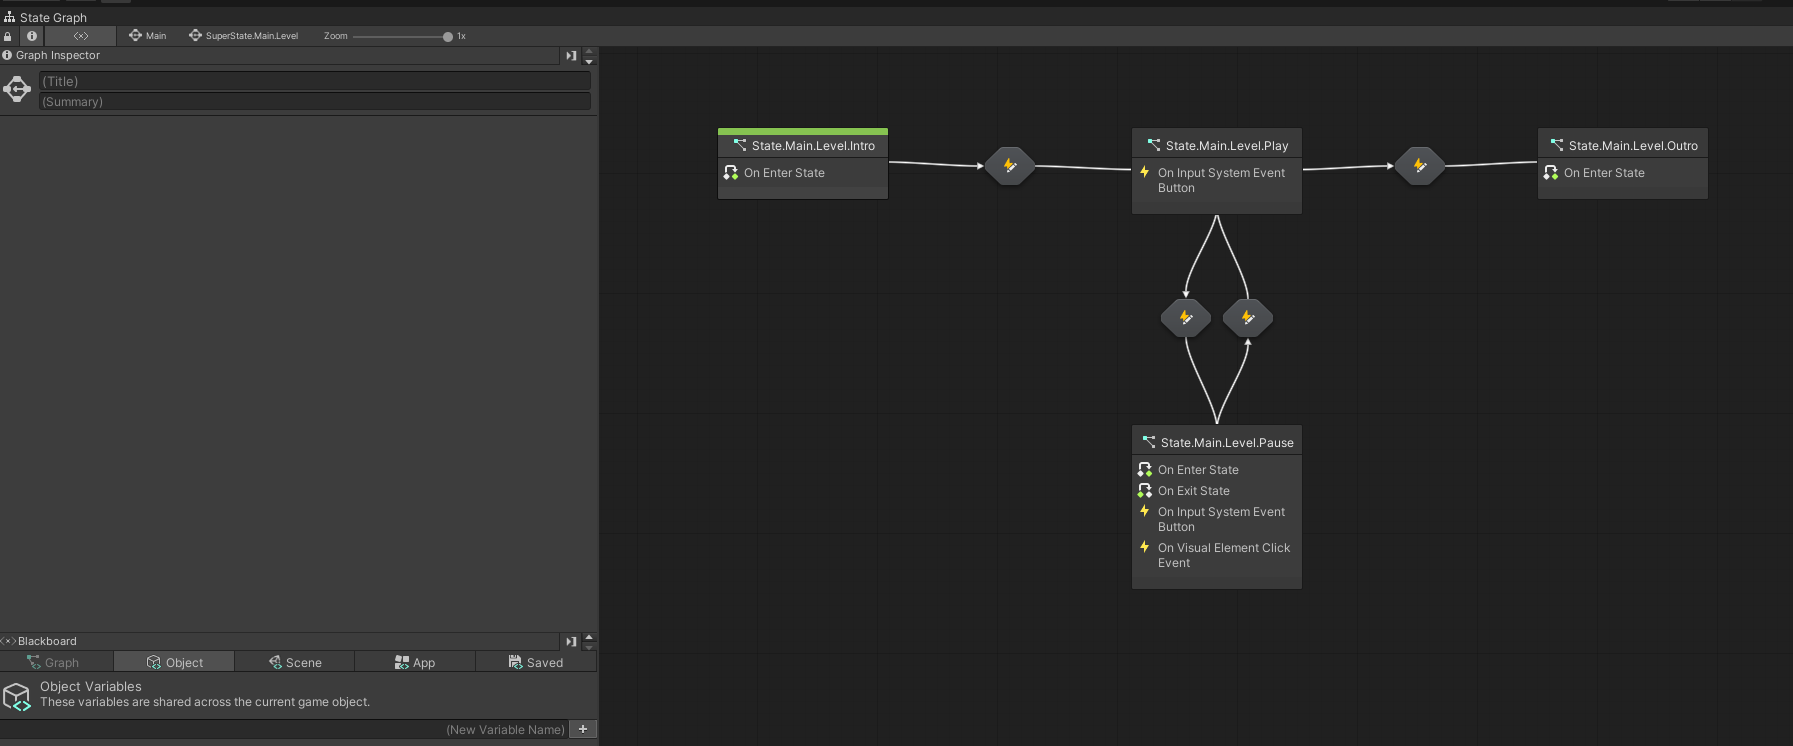 State Graph
Main
SuperState.Main.Level
Zoom
1x
Graph Inspector
(Title)
(Summary)
State.Main.Level.Intro
On Enter State
State.Main.Level.Play
On Input System Event
Button
State.Main.Level.Outro
On Enter State
State.Main.Level.Pause
On Enter State
On Exit State
On Input System Event
Button
On Visual Element Click
Event
Blackboard
Graph
Object
Scene
App
Saved
Object Variables
These variables are shared across the current game object.
(New Variable Name)
+